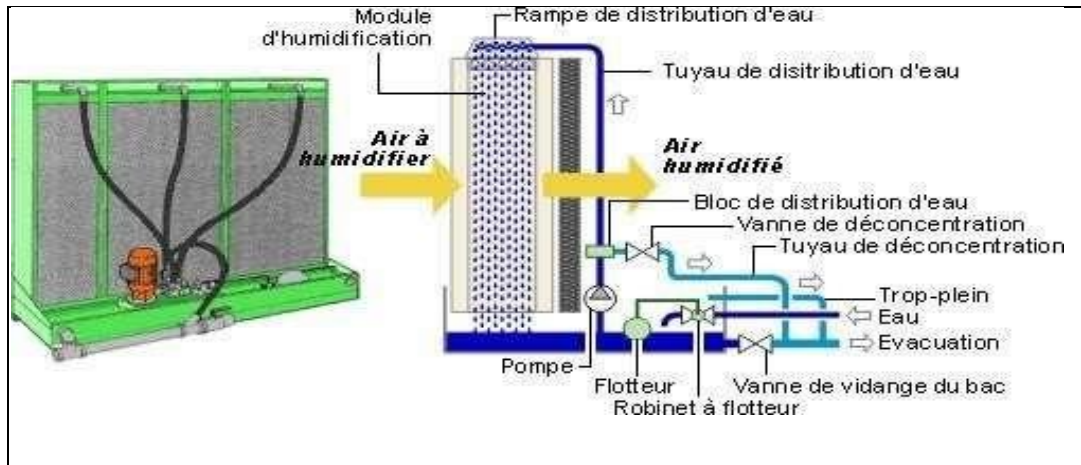 Module
d'humidification
Rampe de distribution d'eau
Tuyau de disitribution d'eau
Air à
humidifier
Air
humidifié
Bloc de distribution d'eau
Vanne de déconcentration
Tuyau de déconcentration
Trop-plein
Eau
Evacuation
Pompe
Flotteur
Vanne de vidange du bac
Robinet à flotteur